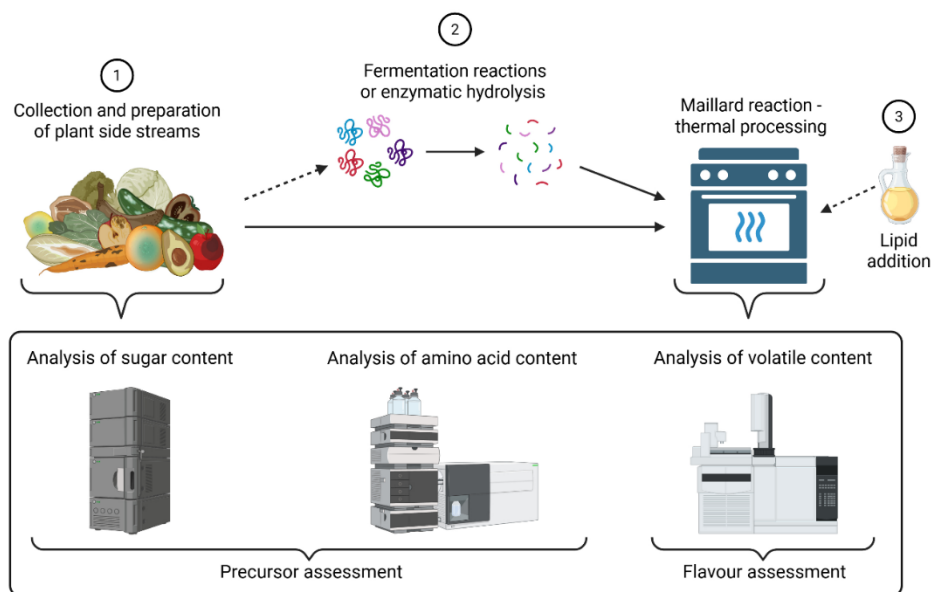 1
Collection and preparation
of plant side streams
2
Fermentation reactions
or enzymatic hydrolysis
Maillard reaction -
thermal processing
3
Lipid
addition
Analysis of sugar content
Analysis of amino acid content
Analysis of volatile content
Precursor assessment
Flavour assessment